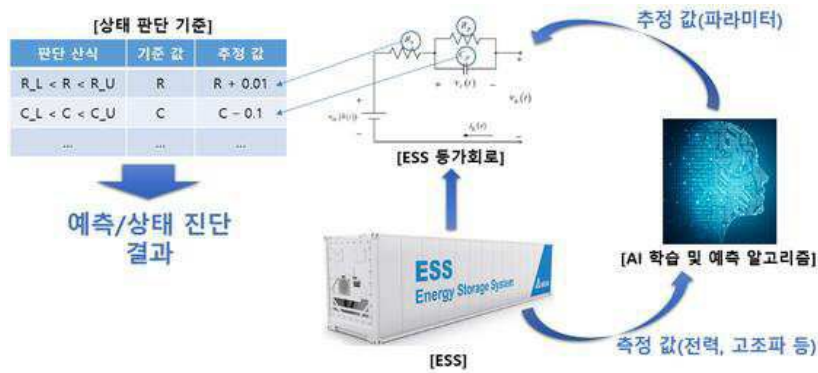 [상태 판단 기준]
판단 산식 기준 값 추정 값
R_L < R < R_U R R + 0.01
C_L < C < C_U C C − 0.1
... ... ...
예측/상태 진단
결과
[ESS 등가회로]
추정 값(파라미터)
[AI 학습 및 예측 알고리즘]
ESS
Energy Storage System
[ESS]
측정 값(전력, 고조파 등)